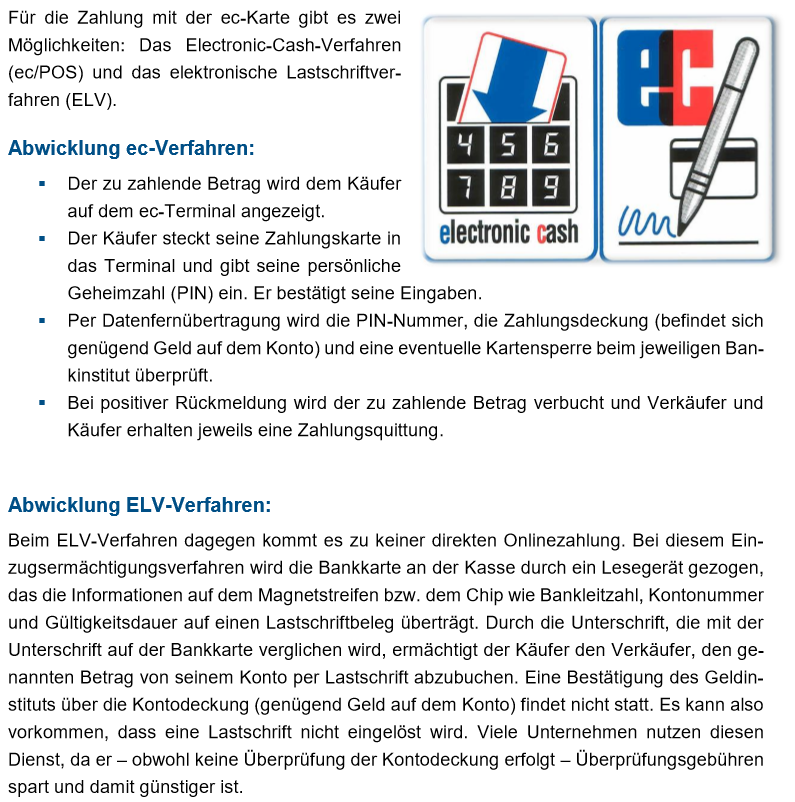 Für die Zahlung mit der ec-Karte gibt es zwei
Möglichkeiten: Das Electronic-Cash-Verfahren
(ec/POS) und das elektronische Lastschriftver-
fahren (ELV).
4 5 6
7 8 9
electronic cash
ec
Abwicklung ec-Verfahren:
▪ Der zu zahlende Betrag wird dem Käufer
auf dem ec-Terminal angezeigt.
▪ Der Käufer steckt seine Zahlungskarte in
das Terminal und gibt seine persönliche
Geheimzahl (PIN) ein. Er bestätigt seine Eingaben.
▪ Per Datenfernübertragung wird die PIN-Nummer, die Zahlungsdeckung (befindet sich
genügend Geld auf dem Konto) und eine eventuelle Kartensperre beim jeweiligen Ban-
kinstitut überprüft.
▪ Bei positiver Rückmeldung wird der zu zahlende Betrag verbucht und Verkäufer und
Käufer erhalten jeweils eine Zahlungsquittung.
Abwicklung ELV-Verfahren:
Beim ELV-Verfahren dagegen kommt es zu keiner direkten Onlinezahlung. Bei diesem Ein-
zugsermächtigungsverfahren wird die Bankkarte an der Kasse durch ein Lesegerät gezogen,
das die Informationen auf dem Magnetstreifen bzw. dem Chip wie Bankleitzahl, Kontonummer
und Gültigkeitsdauer auf einen Lastschriftbeleg überträgt. Durch die Unterschrift, die mit der
Unterschrift auf der Bankkarte verglichen wird, ermächtigt der Käufer den Verkäufer, den ge-
nannten Betrag von seinem Konto per Lastschrift abzubuchen. Eine Bestätigung des Geldin-
stituts über die Kontodeckung (genügend Geld auf dem Konto) findet nicht statt. Es kann also
vorkommen, dass eine Lastschrift nicht eingelöst wird. Viele Unternehmen nutzen diesen
Dienst, da er – obwohl keine Überprüfung der Kontodeckung erfolgt – Überprüfungsgebühren
spart und damit günstiger ist.